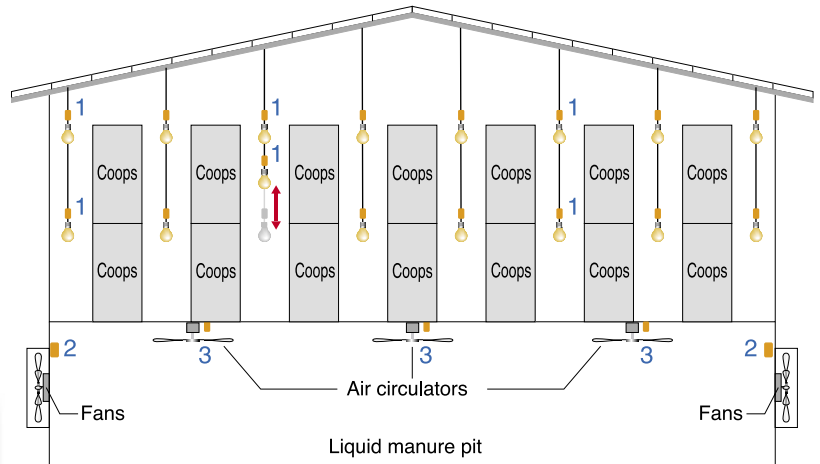 1 1 1
1
Coops Coops Coops Coops Coops Coops Coops
1 1
Coops Coops Coops Coops Coops Coops Coops
2 3 3 3 2
Air circulators
Fans Fans
Liquid manure pit